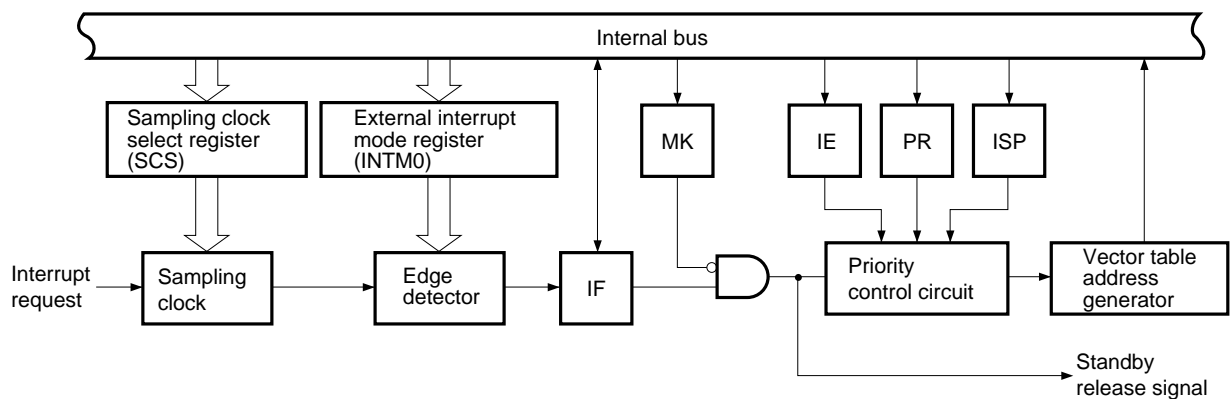 Internal bus
Sampling clock
select register
(SCS)
External interrupt
mode register
(INTM0)
MK
IE
PR
ISP
Interrupt
request
Sampling
clock
Edge
detector
IF
Priority
control circuit
Vector table
address
generator
Standby
release signal